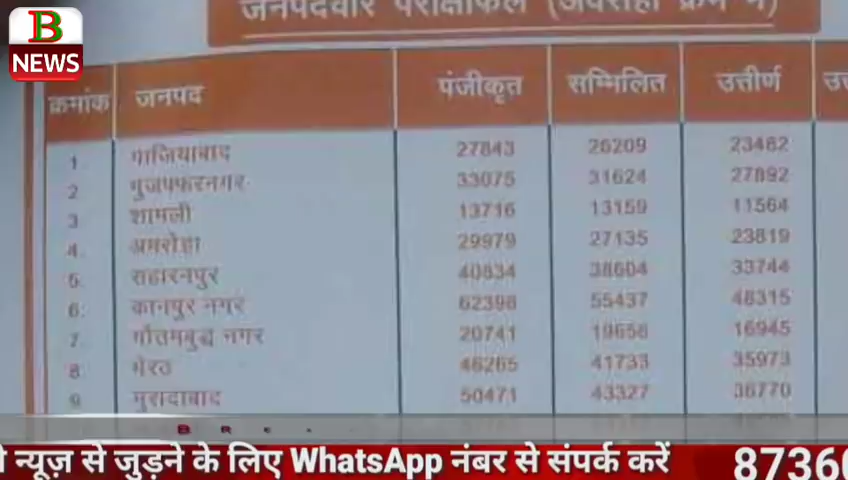 B
NEWS
जनपदवार परीक्षाफल (अवरोही क्रम में)
क्रमांक जनपद पंजीकृत सम्मिलित उत्तीर्ण
1. गाजियाबाद 27843 26209 23462
2 मुजफ्फरनगर 33075 31624 27892
3 शामली 13716 13159 11564
4. अमरोहा 29979 27135 23819
5. सहारनपुर 40834 38604 33744
6. कानपुर नगर 62398 55437 48315
7. गौतमबुद्ध नगर 20741 19658 16945
8 मेरठ 46265 41733 35973
9 मुरादाबाद 50471 43327 36770
न्यूज़ से जुड़ने के लिए WhatsApp नंबर से संपर्क करें 87360